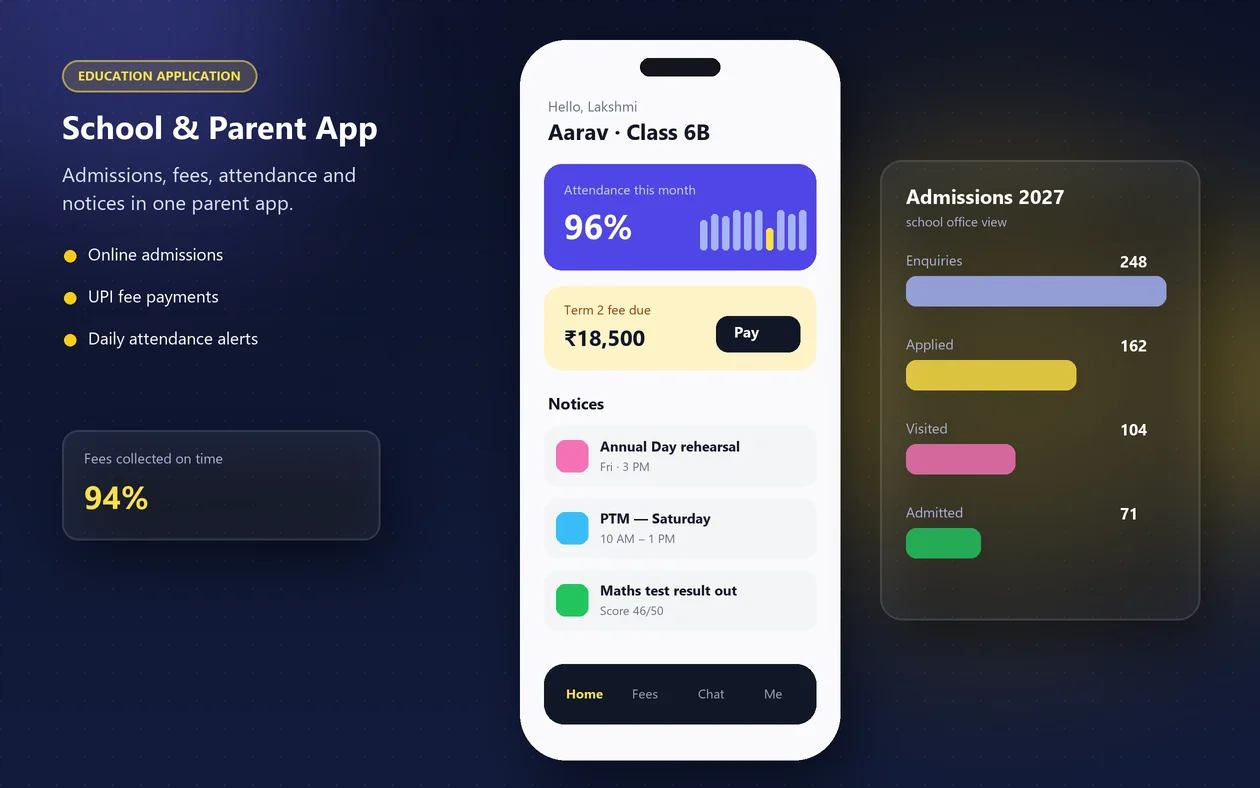 EDUCATION APPLICATION
School & Parent App
Admissions, fees, attendance and
notices in one parent app.
Online admissions
UPI fee payments
Daily attendance alerts
Fees collected on time
94%
Hello, Lakshmi
Aarav · Class 6B
Attendance this month
96%
Term 2 fee due
₹18,500
Pay
Notices
Annual Day rehearsal
Fri · 3 PM
PTM — Saturday
10 AM – 1 PM
Maths test result out
Score 46/50
Home Fees Chat Me
Admissions 2027
school office view
Enquiries 248
Applied 162
Visited 104
Admitted 71